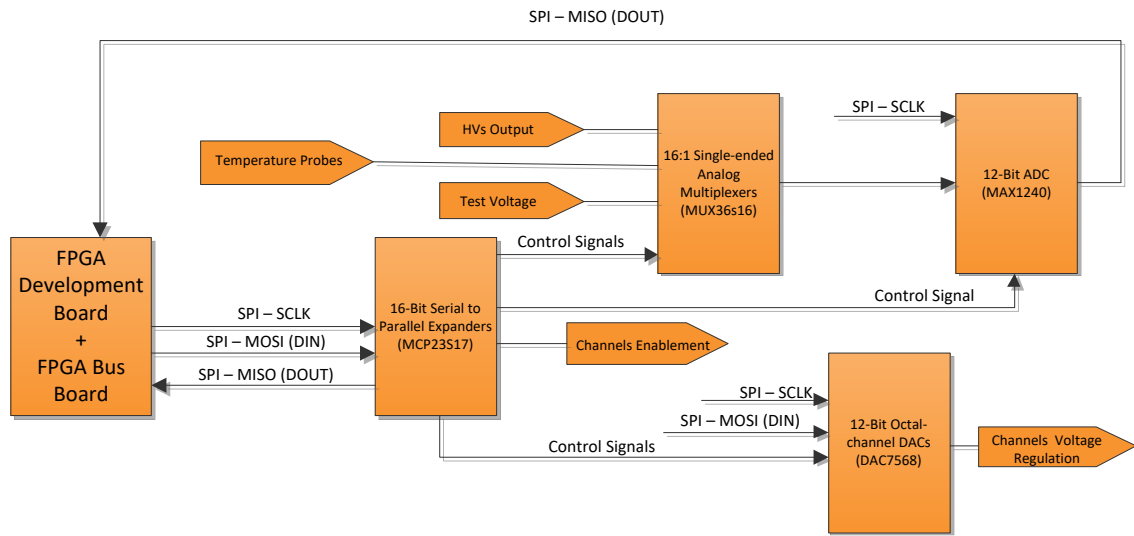 SPI – MISO (DOUT)
HVs Output
Temperature Probes
Test Voltage
16:1 Single-ended
Analog
Multiplexers
(MUX36s16)
SPI – SCLK
12-Bit ADC
(MAX1240)
Control Signals
FPGA
Development
Board
+
FPGA Bus
Board
SPI – SCLK
SPI – MOSI (DIN)
SPI – MISO (DOUT)
16-Bit Serial to
Parallel Expanders
(MCP23S17)
Control Signal
Channels Enablement
SPI – SCLK
SPI – MOSI (DIN)
Control Signals
12-Bit Octal-
channel DACs
(DAC7568)
Channels Voltage
Regulation